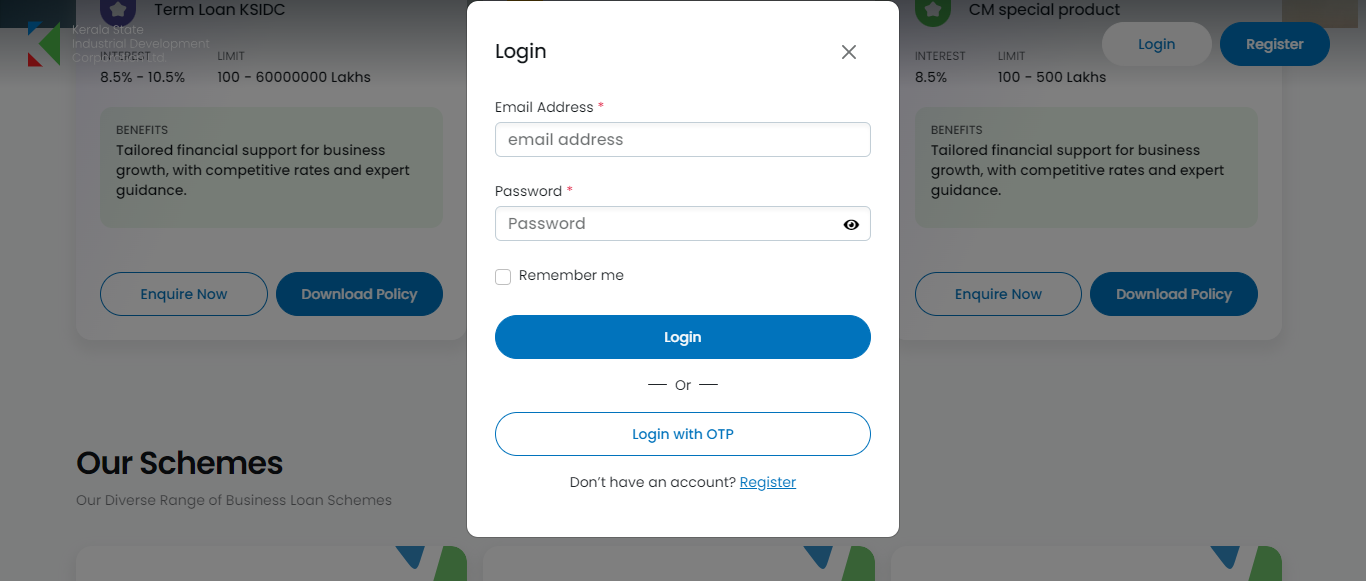 Term Loan KSIDC
Kerala State
Industrial Development
Corporation Ltd.
INTEREST
LIMIT
8.5% - 10.5%
100 - 60000000 Lakhs
BENEFITS
Tailored financial support for business
growth, with competitive rates and expert
guidance.
Enquire Now
Download Policy
Login
Email Address *
email address
Password *
Password
Remember me
Login
Or
Login with OTP
Don't have an account? Register
CM special product
Login
Register
INTEREST
LIMIT
8.5%
100 - 500 Lakhs
BENEFITS
Tailored financial support for business
growth, with competitive rates and expert
guidance.
Enquire Now
Download Policy
Our Schemes
Our Diverse Range of Business Loan Schemes